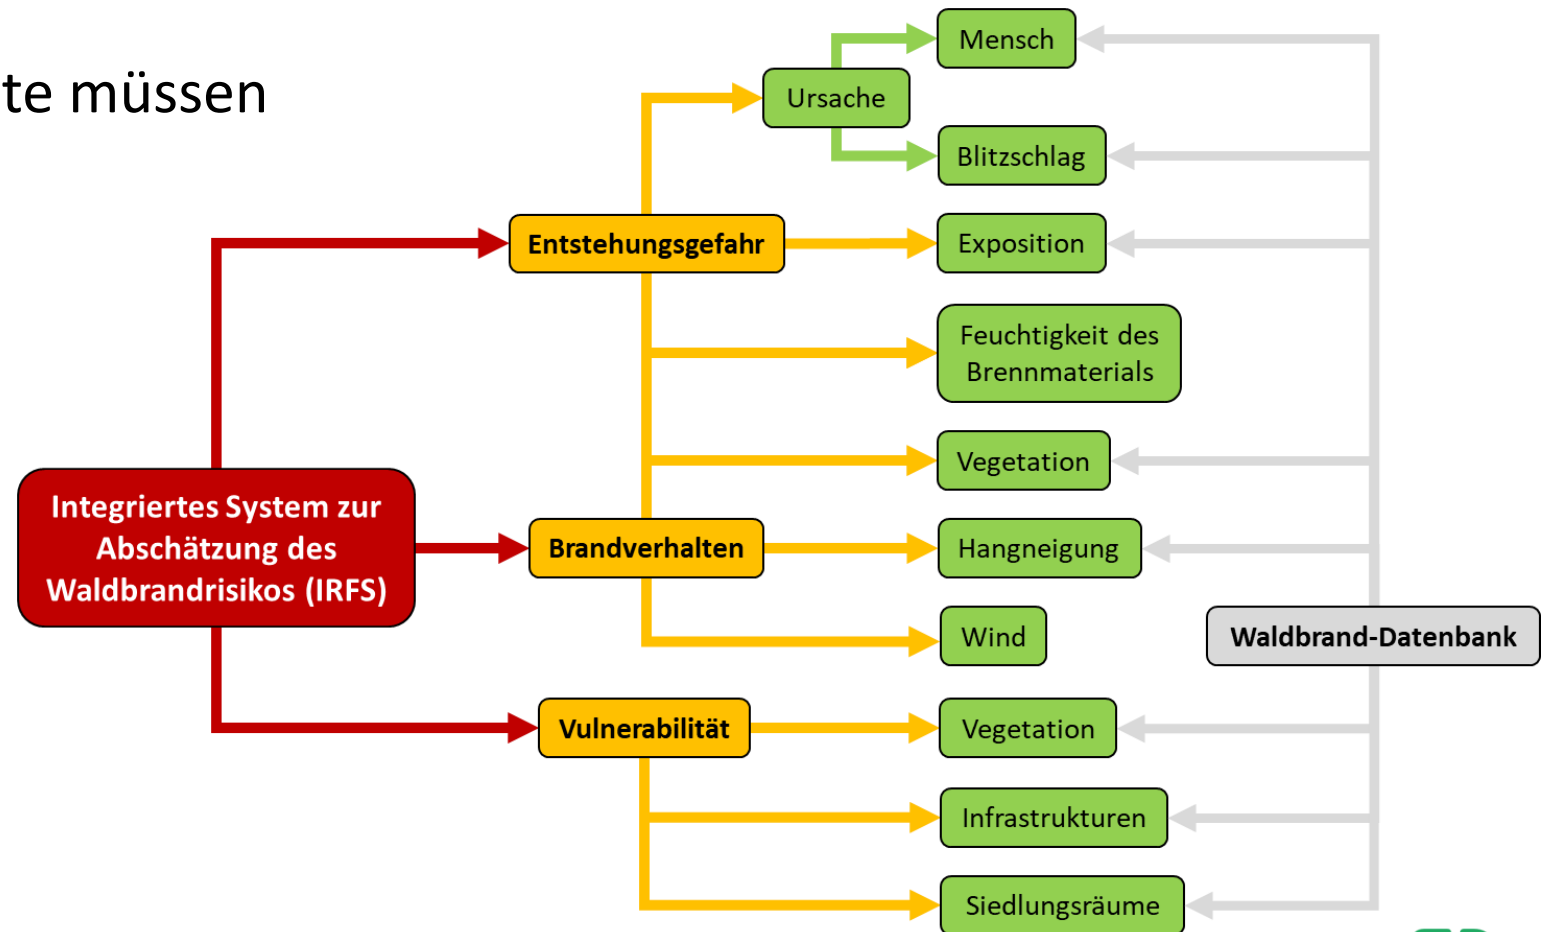 te müssen
Mensch
Ursache
Blitzschlag
Entstehungsgefahr
Exposition
Feuchtigkeit des
Brennmaterials
Vegetation
Integriertes System zur
Abschätzung des
Waldbrandrisikos (IRFS)
Brandverhalten
Hangneigung
Wind
Waldbrand-Datenbank
Vulnerabilität
Vegetation
Infrastrukturen
Siedlungsräume